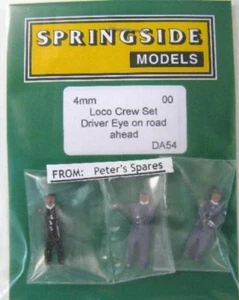 SPRINGSIDE
MODELS
4mm 00
Loco Crew Set
Driver Eye on road
ahead
DA54
FROM: Peter's Spares